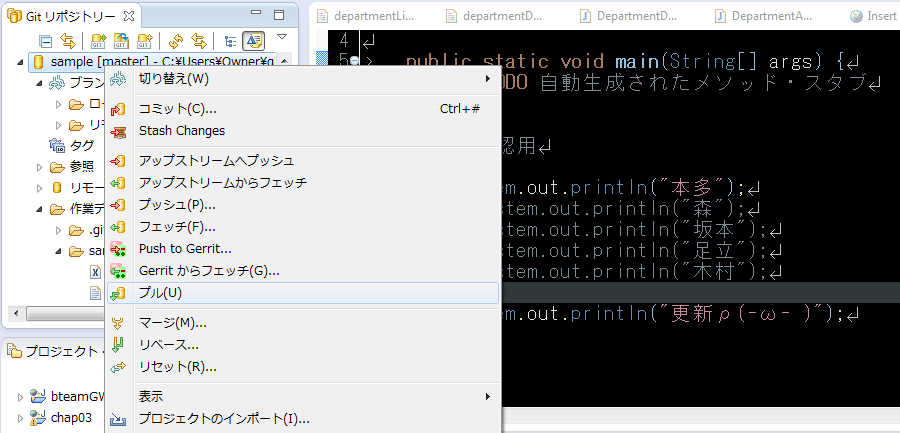 Git リポジトリー
sample [master] - C:¥Users¥Owner¥g
ブラン
ロー
リモ
タグ
参照
リモー
作業デ
.gi
sam
プロジェクト・
bteamGW
chap03
切り替え(W)
コミット(C)... Ctrl+#
Stash Changes
アップストリームへプッシュ
アップストリームからフェッチ
プッシュ(P)...
フェッチ(F)...
Push to Gerrit...
Gerrit からフェッチ(G)...
プル(U)
マージ(M)...
リベース...
リセット(R)...
表示
プロジェクトのインポート(I)...
departmentLi... departmentD... DepartmentD... DepartmentA... Insert
4
5 public static void main(String[] args) {
ODO 自動生成されたメソッド・スタブ
認用
em.out.println("本多");
stem.out.println("森");
stem.out.println("坂本");
stem.out.println("足立");
stem.out.println("木村");
em.out.println("更新ρ(-ω- )");